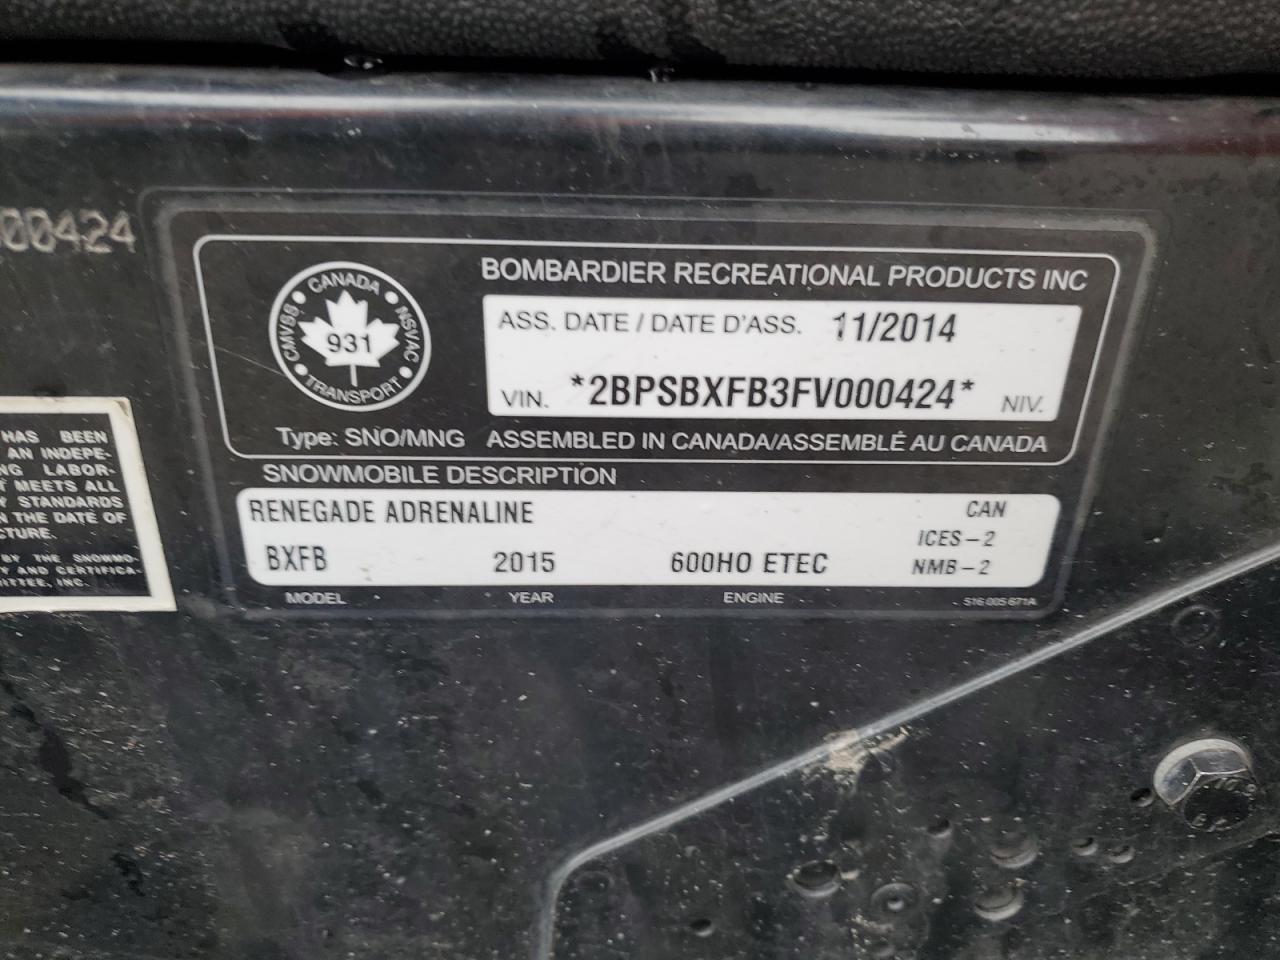 00424
BOMBARDIER RECREATIONAL PRODUCTS INC
CANADA
CMVSS
NSVAC
931
TRANSPORT
ASS. DATE / DATE D'ASS. 11/2014
VIN. *2BPSBXFB3FV000424* NIV.
Type: SNO/MNG ASSEMBLED IN CANADA/ASSEMBLÉ AU CANADA
SNOWMOBILE DESCRIPTION
RENEGADE ADRENALINE CAN
ICES-2
BXFB 2015 600HO ETEC NMB-2
MODEL YEAR ENGINE 516 005 671A
HAS BEEN
AN INDEPE-
NG LABOR-
T MEETS ALL
Y STANDARDS
N THE DATE OF
CTURE.
BY THE SNOWMO-
TY AND CERTIFICA-
ITTEE, INC.